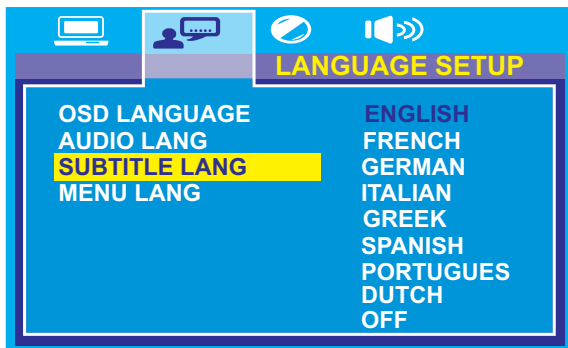 LANGUAGE SETUP
OSD LANGUAGE
AUDIO LANG
SUBTITLE LANG
MENU LANG
ENGLISH
FRENCH
GERMAN
ITALIAN
GREEK
SPANISH
PORTUGUES
DUTCH
OFF